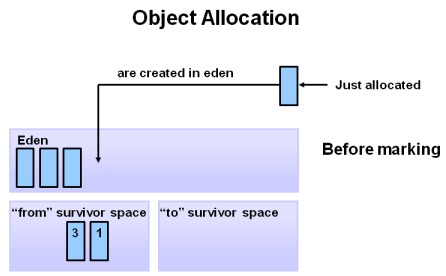 Object Allocation
are created in eden
Just allocated
Eden
Before marking
“from” survivor space
“to” survivor space
3 1